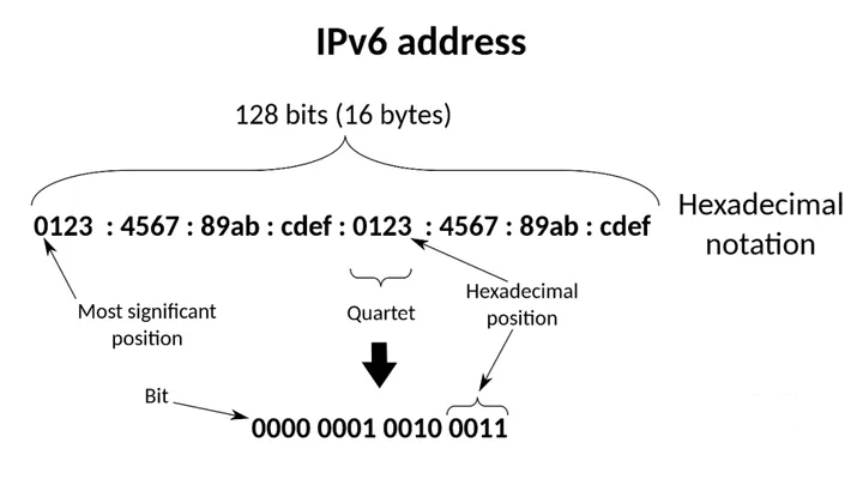 IPv6 address
128 bits (16 bytes)
0123 : 4567 : 89ab : cdef : 0123 : 4567 : 89ab : cdef
Hexadecimal
notation
Most significant
position
Quartet
Hexadecimal
position
Bit
0000 0001 0010 0011